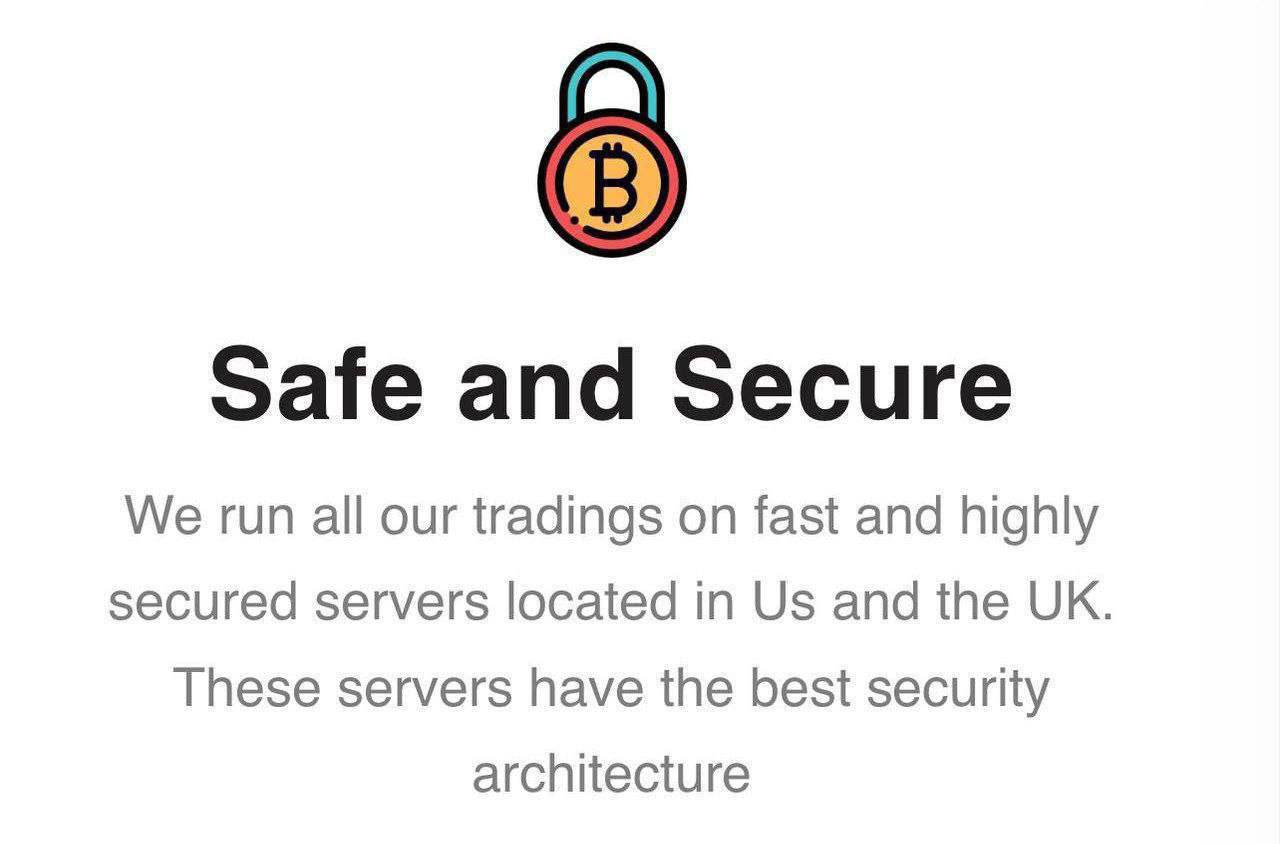 Safe and Secure
We run all our tradings on fast and highly
secured servers located in Us and the UK.
These servers have the best security
architecture